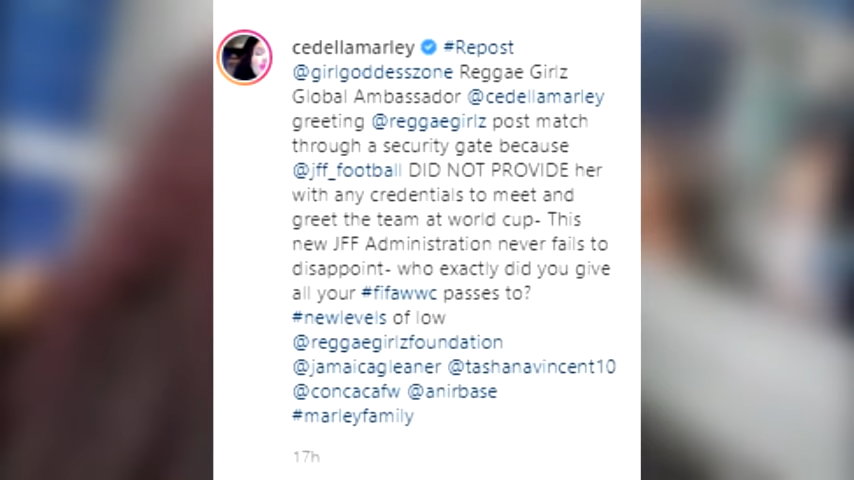 cedellamarley #Repost
@girlgoddesszone Reggae Girlz
Global Ambassador @cedellamarley
greeting @reggaegirlz post match
through a security gate because
@jff_football DID NOT PROVIDE her
with any credentials to meet and
greet the team at world cup- This
new JFF Administration never fails to
disappoint- who exactly did you give
all your #fifawwc passes to?
#newlevels of low
@reggaegirlzfoundation
@jamaicagleaner @tashanavincent10
@concacafw @anirbase
#marleyfamily
17h